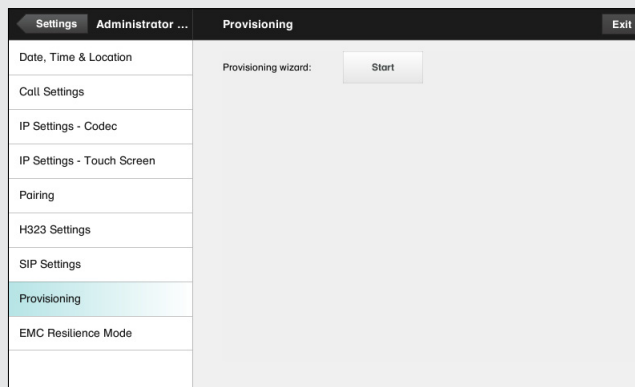 Settings
Administrator ...
Provisioning
Exit
Date, Time & Location
Call Settings
IP Settings - Codec
IP Settings - Touch Screen
Pairing
H323 Settings
SIP Settings
Provisioning
EMC Resilience Mode
Provisioning wizard:
Start